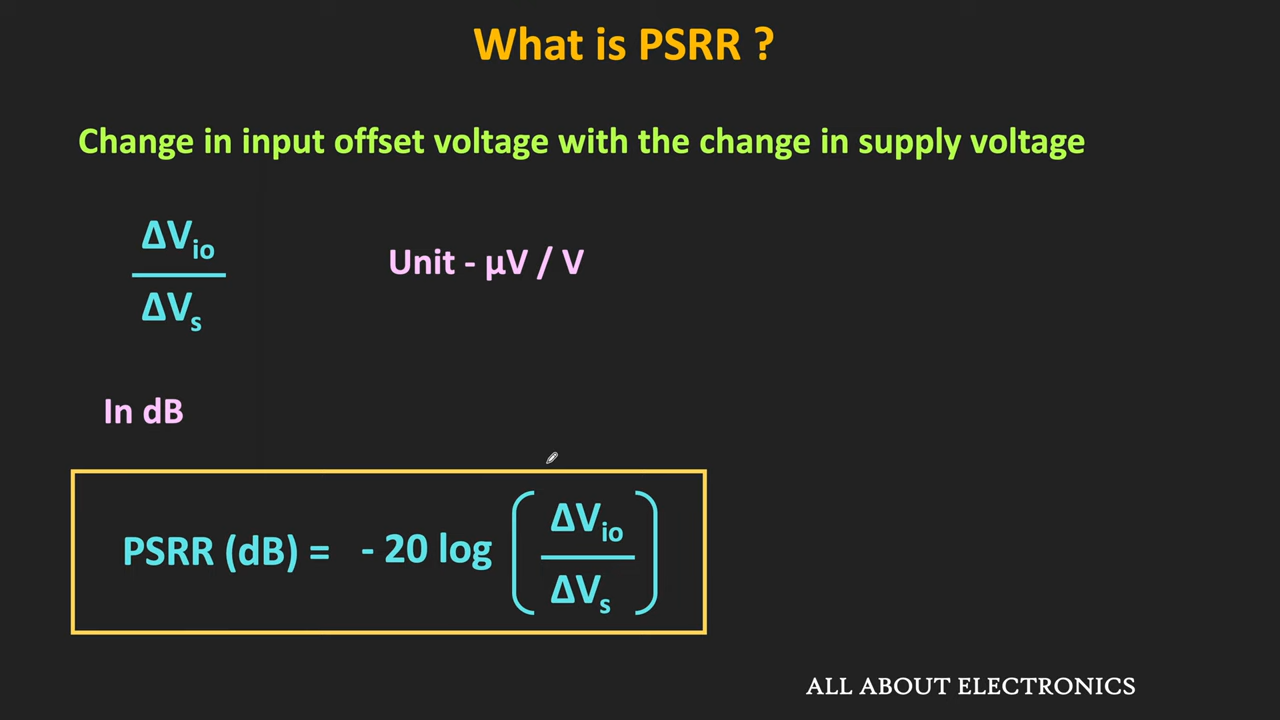 What is PSRR ?
Change in input offset voltage with the change in supply voltage
ΔVio
ΔVs
Unit - μV / V
In dB
PSRR (dB) = - 20 log ( ΔVio / ΔVs )
ALL ABOUT ELECTRONICS